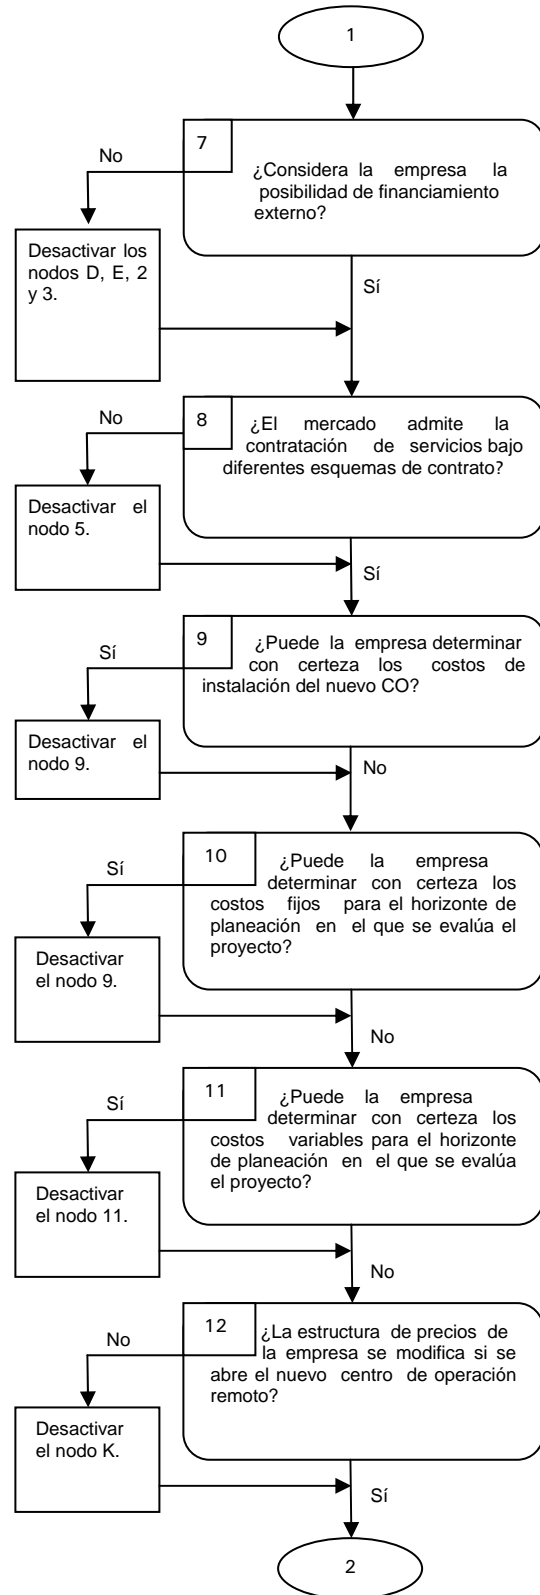 1
7
No
¿Considera la empresa la
posibilidad de financiamiento
externo?
Desactivar los
nodos D, E, 2
y 3.
Sí
8
No
¿El mercado admite la
contratación de servicios bajo
diferentes esquemas de contrato?
Desactivar el
nodo 5.
Sí
9
Sí
¿Puede la empresa determinar
con certeza los costos de
instalación del nuevo CO?
Desactivar el
nodo 9.
No
10
Sí
¿Puede la empresa
determinar con certeza los
costos fijos para el horizonte de
planeación en el que se evalúa el
proyecto?
Desactivar
el nodo 9.
No
11
Sí
¿Puede la empresa
determinar con certeza los
costos variables para el horizonte
de planeación en el que se evalúa
el proyecto?
Desactivar
el nodo 11.
No
12
No
¿La estructura de precios de
la empresa se modifica si se
abre el nuevo centro de operación
remoto?
Desactivar
el nodo K.
Sí
2